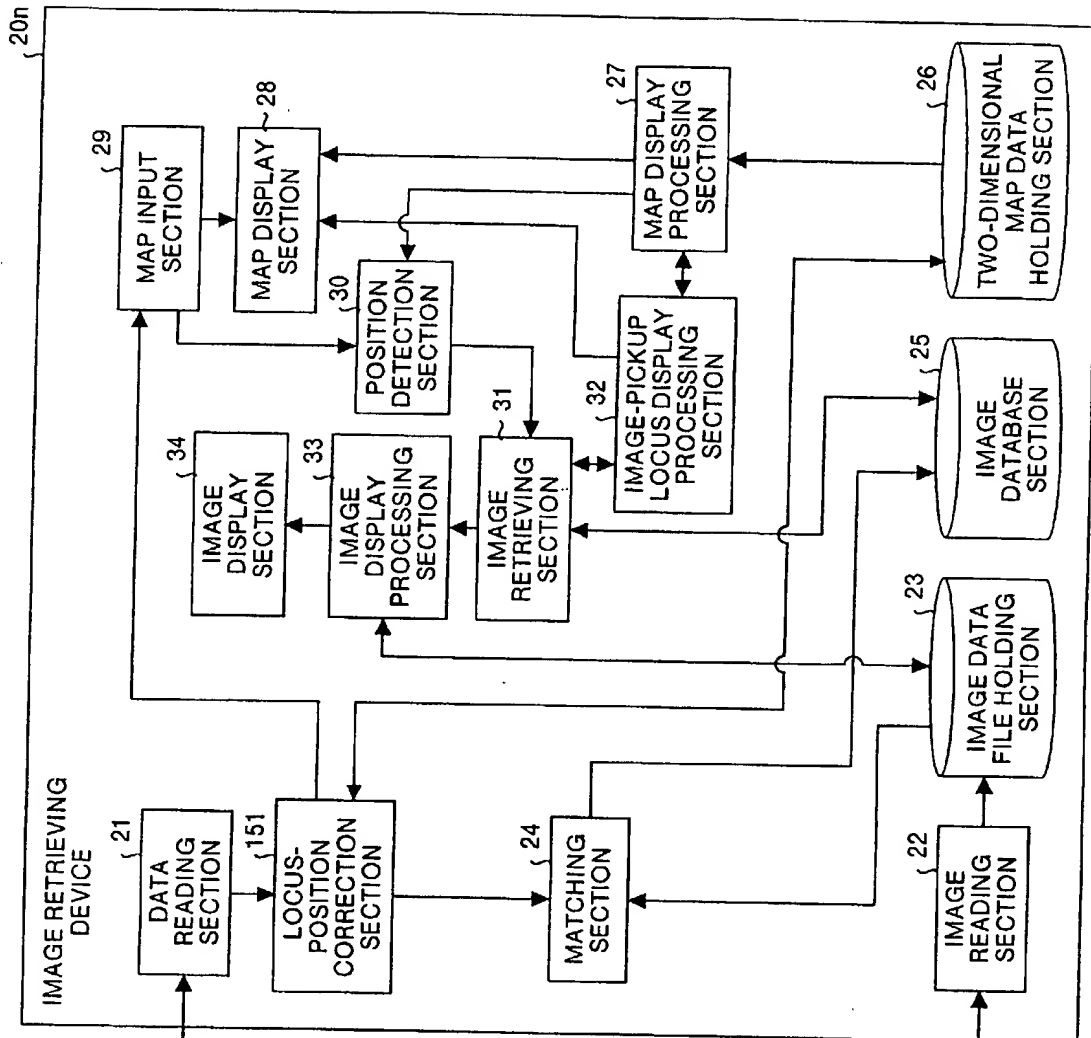 20n
IMAGE RETRIEVING
DEVICE
21
DATA
READING
SECTION
151
LOCUS-
POSITION
CORRECTION
SECTION
24
MATCHING
SECTION
22
IMAGE
READING
SECTION
34
IMAGE
DISPLAY
SECTION
33
IMAGE
DISPLAY
PROCESSING
SECTION
31
IMAGE
RETRIEVING
SECTION
23
IMAGE DATA
FILE HOLDING
SECTION
29
MAP INPUT
SECTION
28
MAP DISPLAY
SECTION
30
POSITION
DETECTION
SECTION
32
IMAGE-PICKUP
LOCUS DISPLAY
PROCESSING
SECTION
25
IMAGE
DATABASE
SECTION
27
MAP DISPLAY
PROCESSING
SECTION
26
TWO-DIMENSIONAL
MAP DATA
HOLDING SECTION